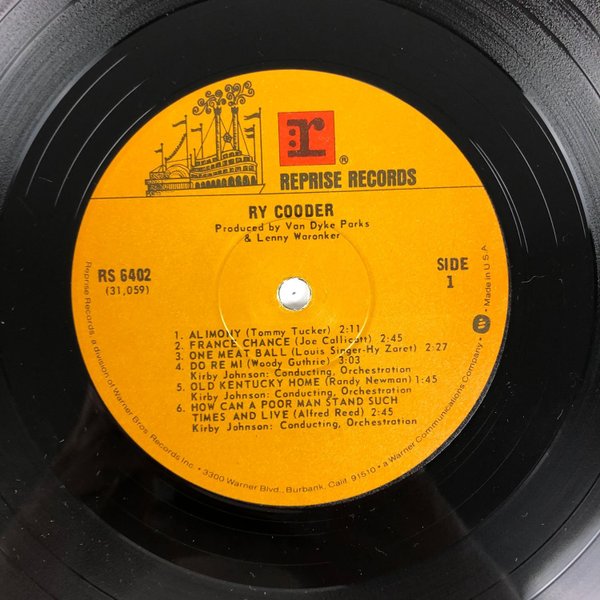 r
®
REPRISE RECORDS
RY COODER
Produced by Van Dyke Parks
& Lenny Waronker
RS 6402
(31,059)
SIDE
1
1. ALIMONY (Tommy Tucker) 2:11
2. FRANCE CHANCE (Joe Callicott) 2:45
3. ONE MEAT BALL (Louis Singer-Hy Zaret) 2:27
4. DO RE MI (Woody Guthrie) 3:03
Kirby Johnson: Conducting, Orchestration
5. OLD KENTUCKY HOME (Randy Newman) 1:45
6. HOW CAN A POOR MAN STAND SUCH
TIMES AND LIVE (Alfred Reed) 2:45
Kirby Johnson: Conducting, Orchestration
Reprise Records, a division of Warner Bros. Records Inc. • 3300 Warner Blvd., Burbank, Calif. 91510 • a Warner Communications Company • W • Made in U.S.A.